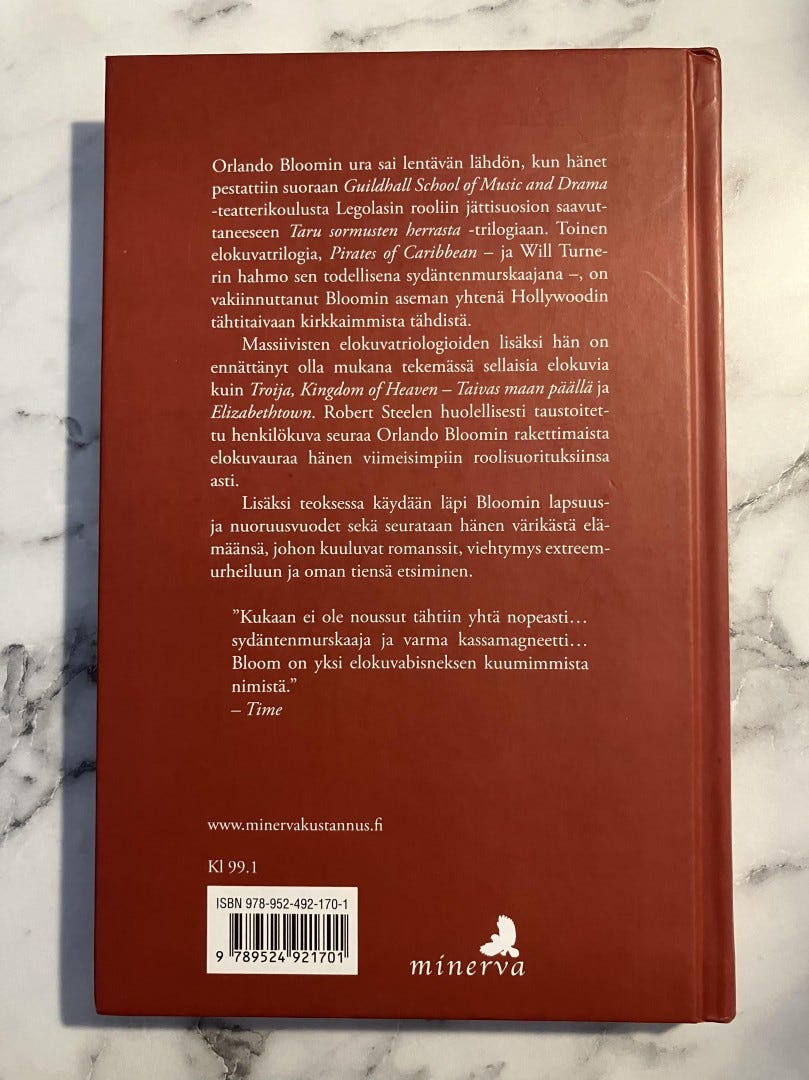 Orlando Bloomin ura sai lentävän lähdön, kun hänet
pestattiin suoraan Guildhall School of Music and Drama
-teatterikoulusta Legolasin rooliin jättisuosion saavut-
taneeseen Taru sormusten herrasta -trilogiaan. Toinen
elokuvatrilogia, Pirates of Caribbean – ja Will Turne-
rin hahmo sen todellisena sydäntenmurskaajana –, on
vakiinnuttanut Bloomin aseman yhtenä Hollywoodin
tähtitaivaan kirkkaimmista tähdistä.
Massiivisten elokuvatriologioiden lisäksi hän on
ennättänyt olla mukana tekemässä sellaisia elokuvia
kuin Troija, Kingdom of Heaven – Taivas maan päällä ja
Elizabethtown. Robert Steelen huolellisesti taustoitet-
tu henkilökuva seuraa Orlando Bloomin rakettimaista
elokuvauraa hänen viimeisimpiin roolisuorituksiinsa
asti.
Lisäksi teoksessa käydään läpi Bloomin lapsuus-
ja nuoruusvuodet sekä seurataan hänen värikästä elä-
määnsä, johon kuuluvat romanssit, viehtymys extreem-
urheiluun ja oman tiensä etsiminen.
”Kukaan ei ole noussut tähtiin yhtä nopeasti…
sydäntenmurskaaja ja varma kassamagneetti…
Bloom on yksi elokuvabisneksen kuumimmista
nimistä.”
– Time
www.minervakustannus.fi
Kl 99.1
ISBN 978-952-492-170-1
9 789524 921701
minerva